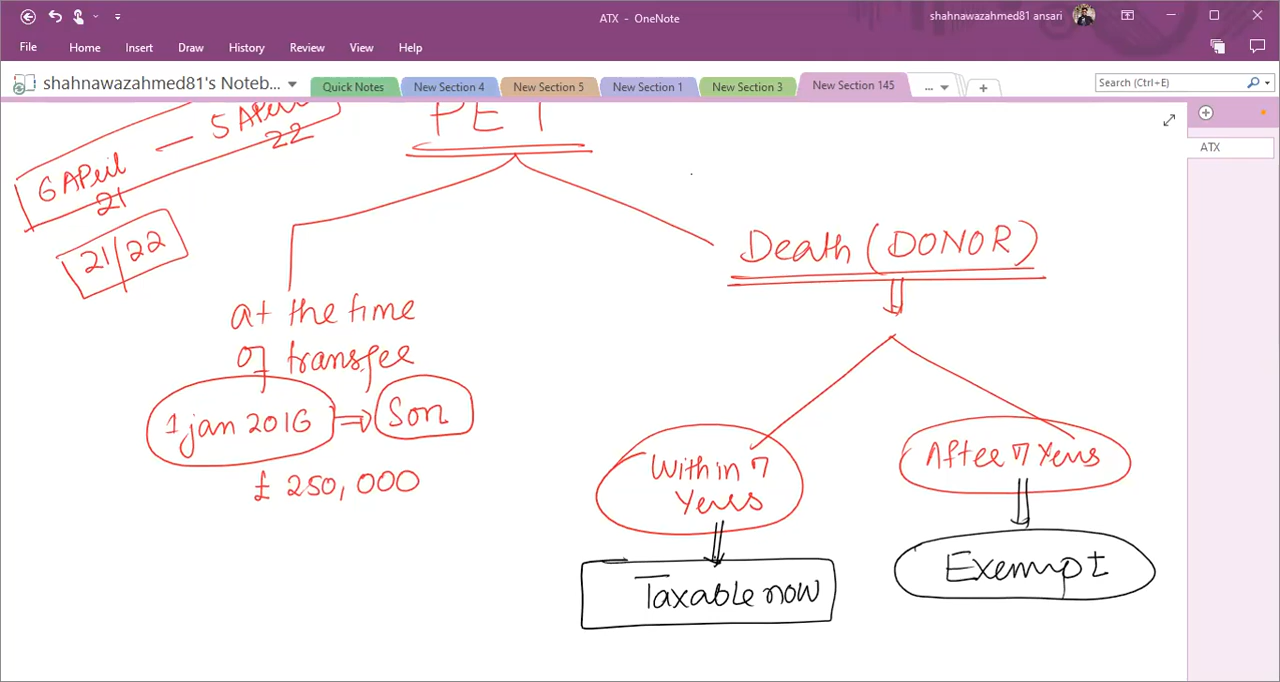 ATX - OneNote
shahnawazahmed81 ansari
File Home Insert Draw History Review View Help
shahnawazahmed81's Noteb...
Quick Notes
New Section 4
New Section 5
New Section 1
New Section 3
New Section 145
...
Search (Ctrl+E)
ATX
6 APril 21 — 5 APril 22
21/22
PET
Death (DONOR)
at the time
of transfer
1 jan 2016 ⇒ Son
£ 250,000
Within 7
Years
After 7 Years
Taxable now
Exempt